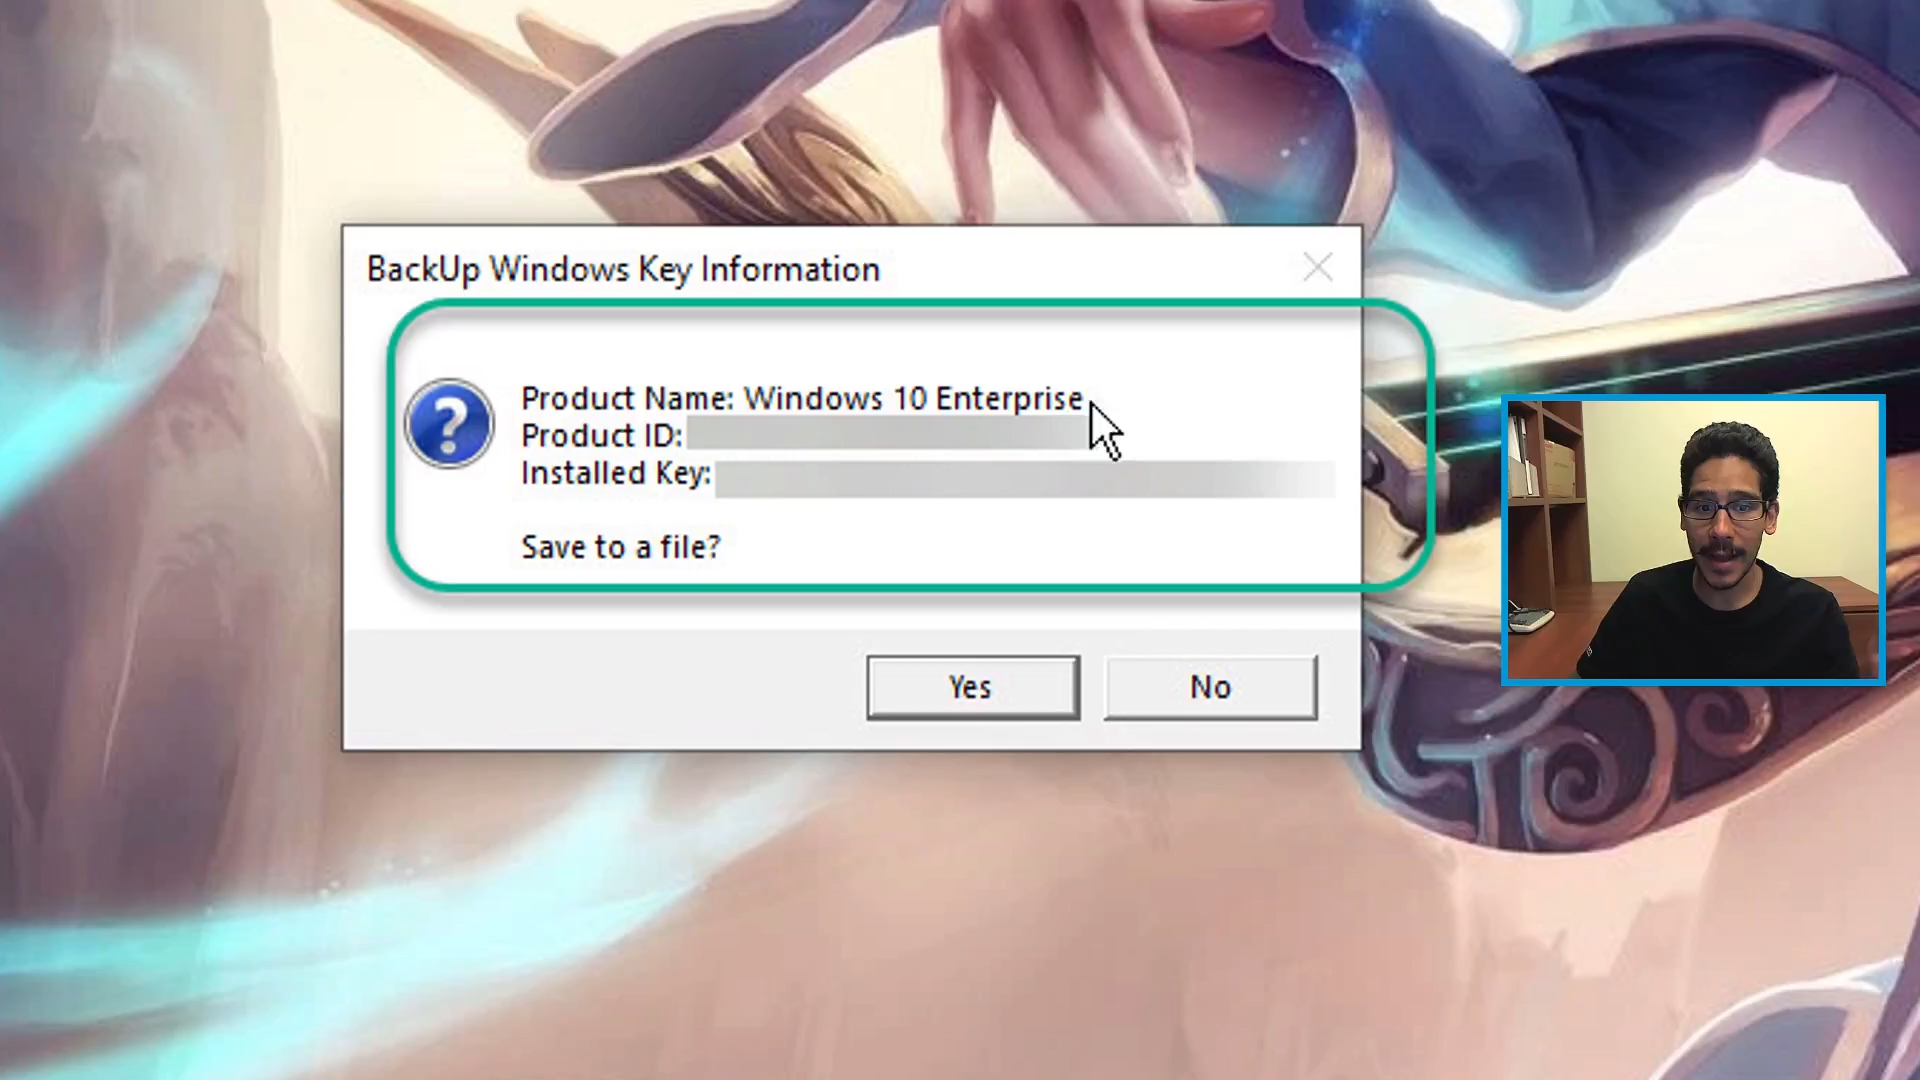 BackUp Windows Key Information
Product Name: Windows 10 Enterprise
Product ID:
Installed Key:
Save to a file?
Yes
No